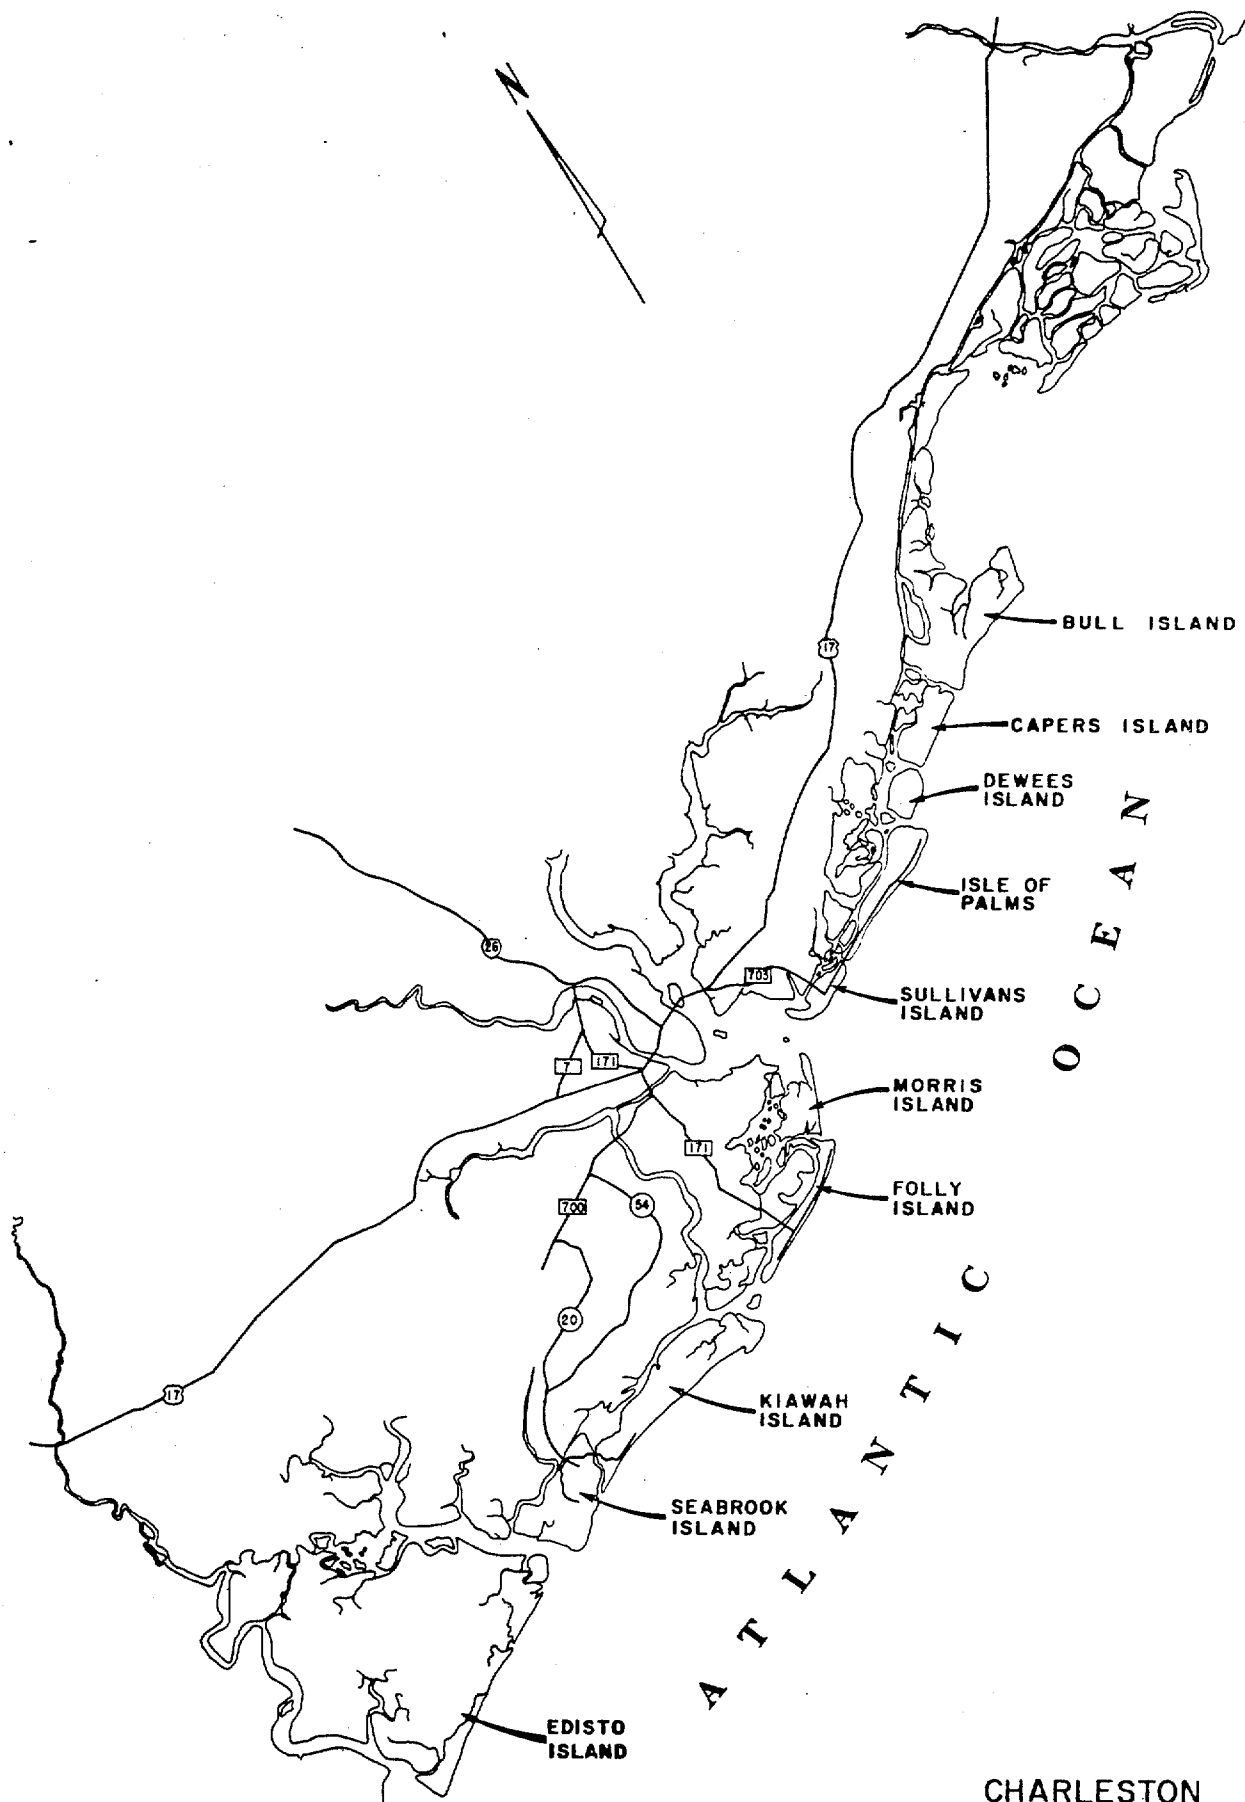 N
BULL ISLAND
17
CAPERS ISLAND
DEWEES
ISLAND
ISLE OF
PALMS
26
703
SULLIVANS
ISLAND
7
171
MORRIS
ISLAND
171
FOLLY
ISLAND
700
54
20
17
KIAWAH
ISLAND
SEABROOK
ISLAND
EDISTO
ISLAND
ATLANTIC OCEAN
CHARLESTON